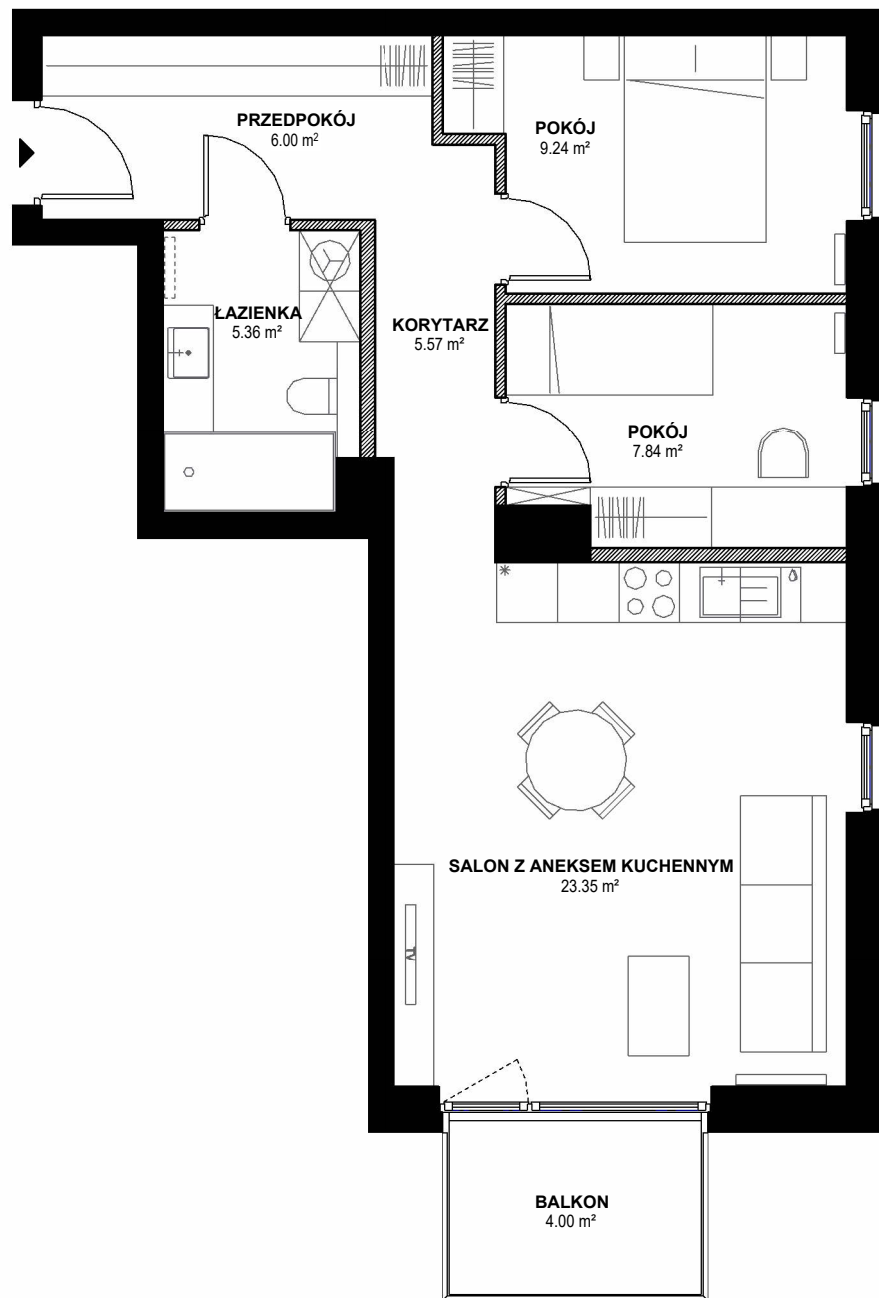 PRZEDPOKÓJ
6.00 m²
POKÓJ
9.24 m²
ŁAZIENKA
5.36 m²
KORYTARZ
5.57 m²
POKÓJ
7.84 m²
SALON Z ANEKSEM KUCHENNYM
23.35 m²
TV
BALKON
4.00 m²